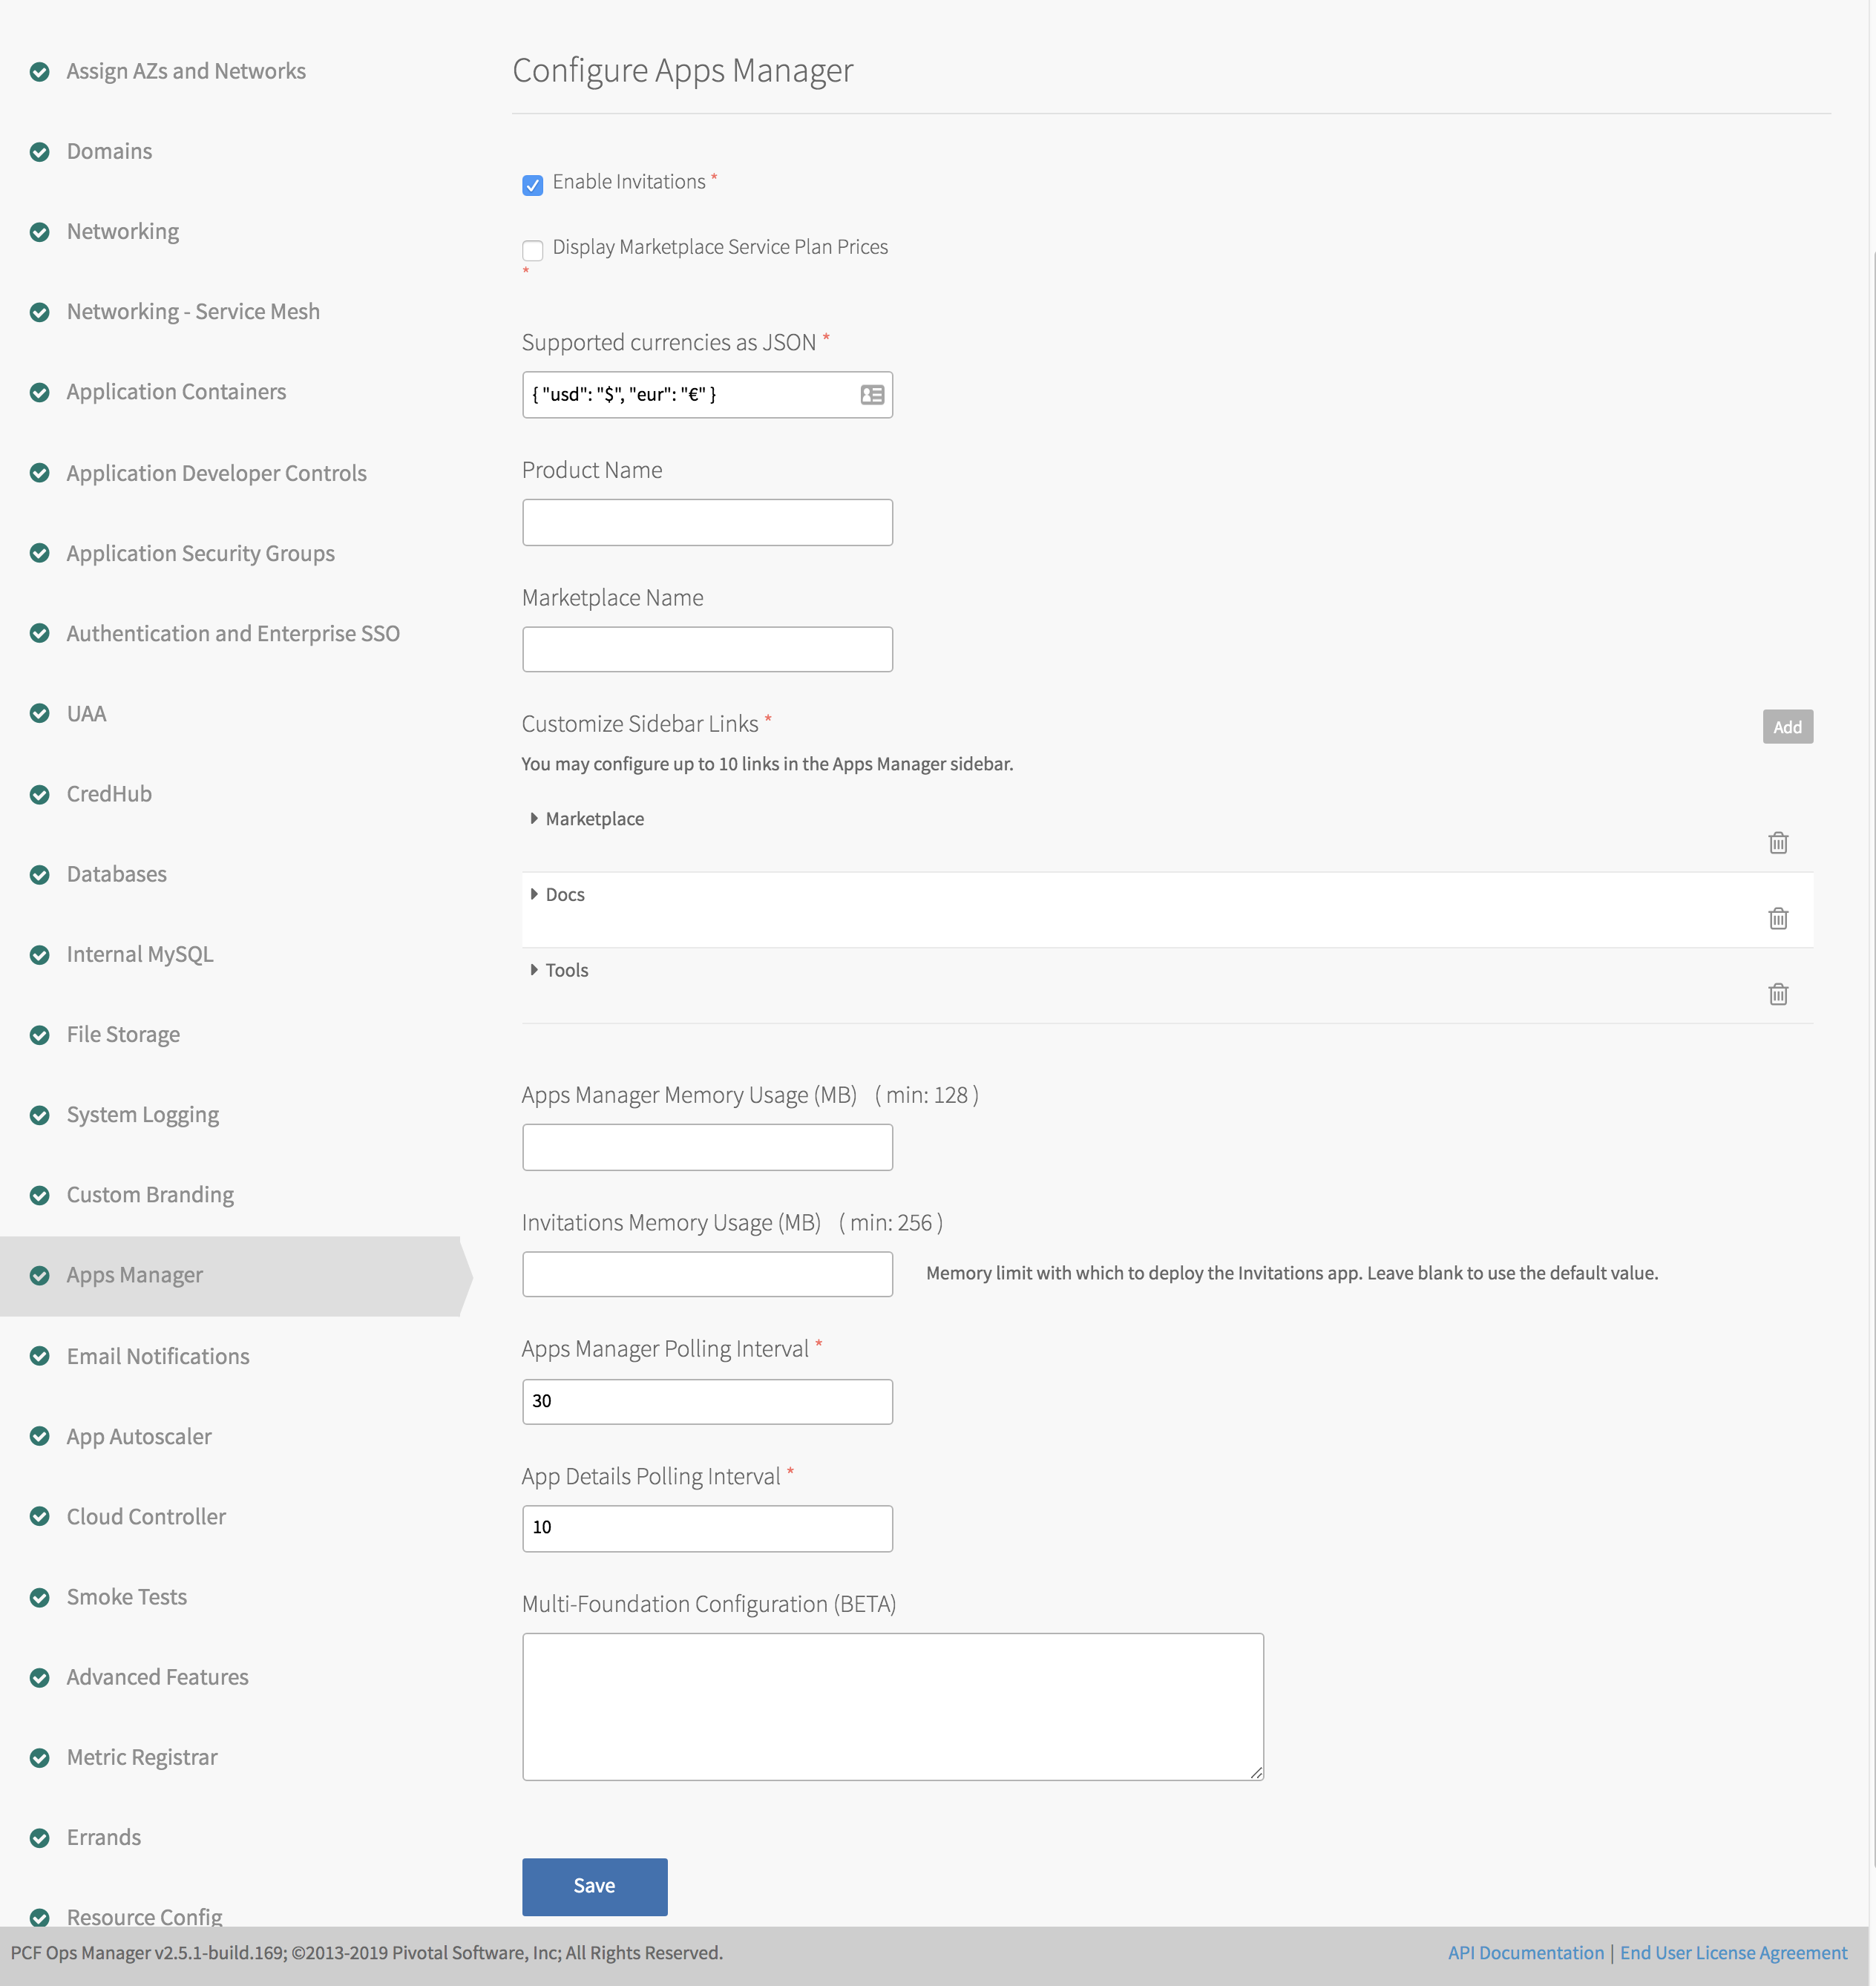 Assign AZs and Networks
Domains
Networking
Networking - Service Mesh
Application Containers
Application Developer Controls
Application Security Groups
Authentication and Enterprise SSO
UAA
CredHub
Databases
Internal MySQL
File Storage
System Logging
Custom Branding
Apps Manager
Email Notifications
App Autoscaler
Cloud Controller
Smoke Tests
Advanced Features
Metric Registrar
Errands
Resource Config
Configure Apps Manager
Enable Invitations *
Display Marketplace Service Plan Prices
*
Supported currencies as JSON *
{ "usd": "$", "eur": "€" }
Product Name
Marketplace Name
Customize Sidebar Links *
Add
You may configure up to 10 links in the Apps Manager sidebar.
Marketplace
Docs
Tools
Apps Manager Memory Usage (MB) ( min: 128 )
Invitations Memory Usage (MB) ( min: 256 )
Memory limit with which to deploy the Invitations app. Leave blank to use the default value.
Apps Manager Polling Interval *
30
App Details Polling Interval *
10
Multi-Foundation Configuration (BETA)
Save
PCF Ops Manager v2.5.1-build.169; ©2013-2019 Pivotal Software, Inc; All Rights Reserved.
API Documentation | End User License Agreement